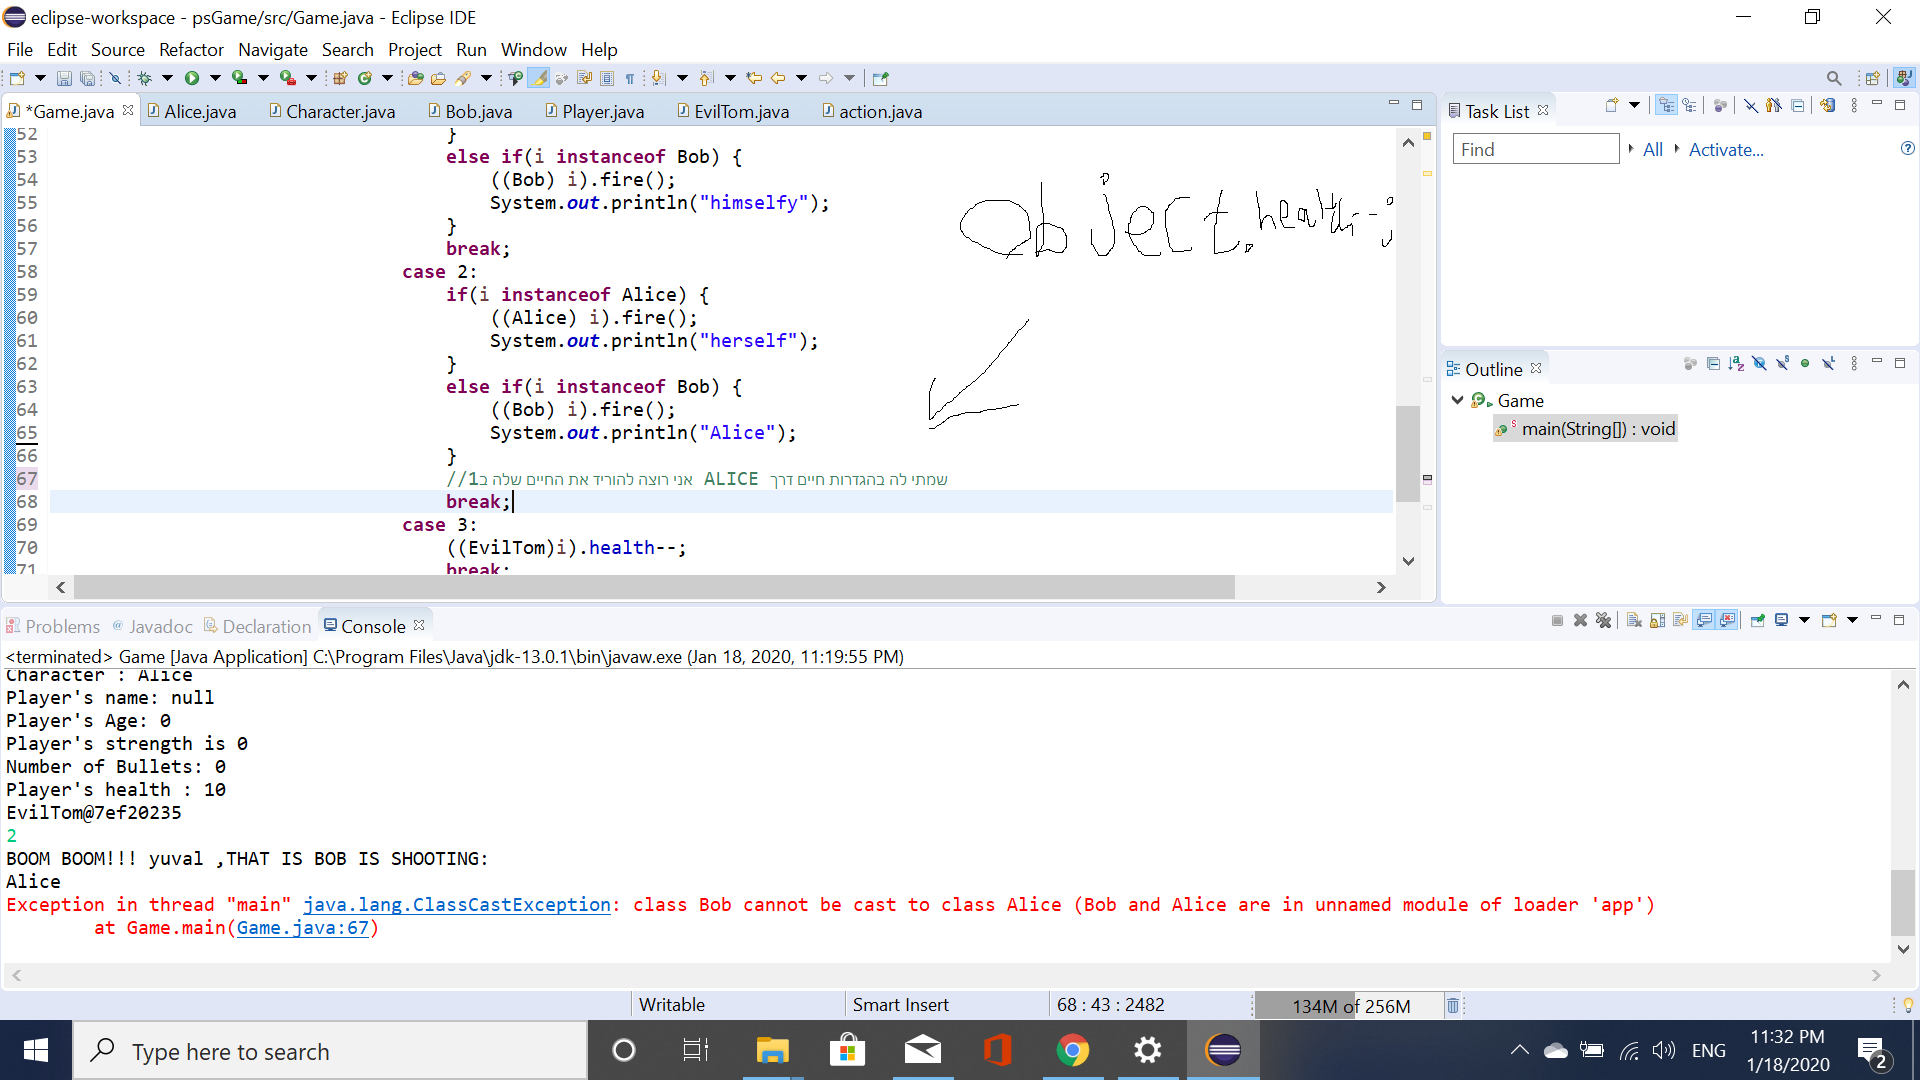 eclipse-workspace - psGame/src/Game.java - Eclipse IDE
File Edit Source Refactor Navigate Search Project Run Window Help
*Game.java Alice.java Character.java Bob.java Player.java EvilTom.java action.java
52 }
53 else if(i instanceof Bob) {
54 ((Bob) i).fire();
55 System.out.println("himselfy");
56 }
57 break;
58 case 2:
59 if(i instanceof Alice) {
60 ((Alice) i).fire();
61 System.out.println("herself");
62 }
63 else if(i instanceof Bob) {
64 ((Bob) i).fire();
65 System.out.println("Alice");
66 }
67 //אני רוצה להוריד את החיים שלה ב1 ALICE שמתי לה בהגדרות חיים דרך
68 break;
69 case 3:
70 ((EvilTom)i).health--;
71 break;
Object.health--;
Task List
Find All Activate...
Outline
Game
main(String[]) : void
Problems @ Javadoc Declaration Console
<terminated> Game [Java Application] C:\Program Files\Java\jdk-13.0.1\bin\javaw.exe (Jan 18, 2020, 11:19:55 PM)
Character : Alice
Player's name: null
Player's Age: 0
Player's strength is 0
Number of Bullets: 0
Player's health : 10
EvilTom@7ef20235
2
BOOM BOOM!!! yuval ,THAT IS BOB IS SHOOTING:
Alice
Exception in thread "main" java.lang.ClassCastException: class Bob cannot be cast to class Alice (Bob and Alice are in unnamed module of loader 'app')
at Game.main(Game.java:67)
Writable Smart Insert 68 : 43 : 2482 134M of 256M
Type here to search
ENG
11:32 PM
1/18/2020
2